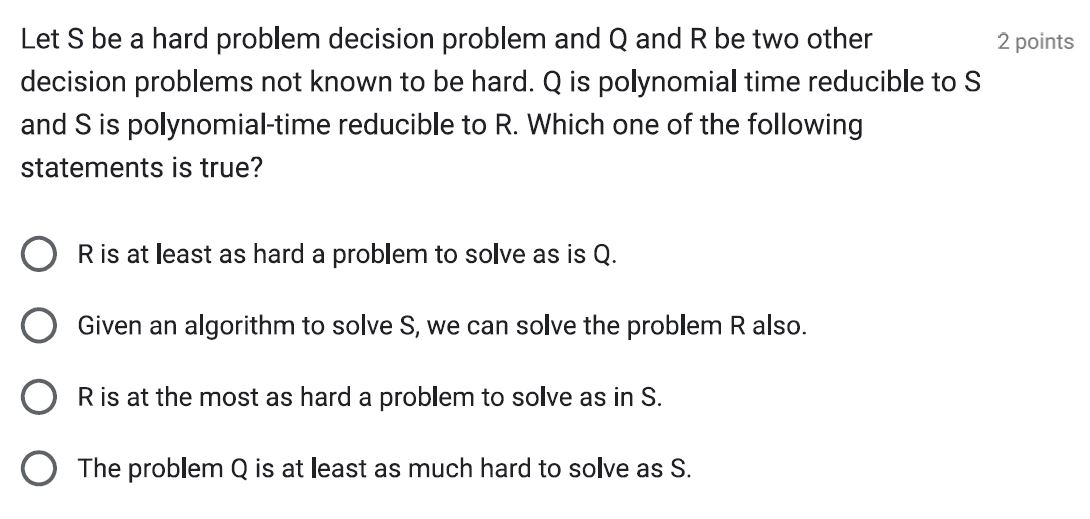 Let S be a hard problem decision problem and Q and R be two other
2 points
decision problems not known to be hard. Q is polynomial time reducible to S
and S is polynomial-time reducible to R. Which one of the following
statements is true?
R is at least as hard a problem to solve as is Q.
Given an algorithm to solve S, we can solve the problem R also.
R is at the most as hard a problem to solve as in S.
The problem Q is at least as much hard to solve as S.